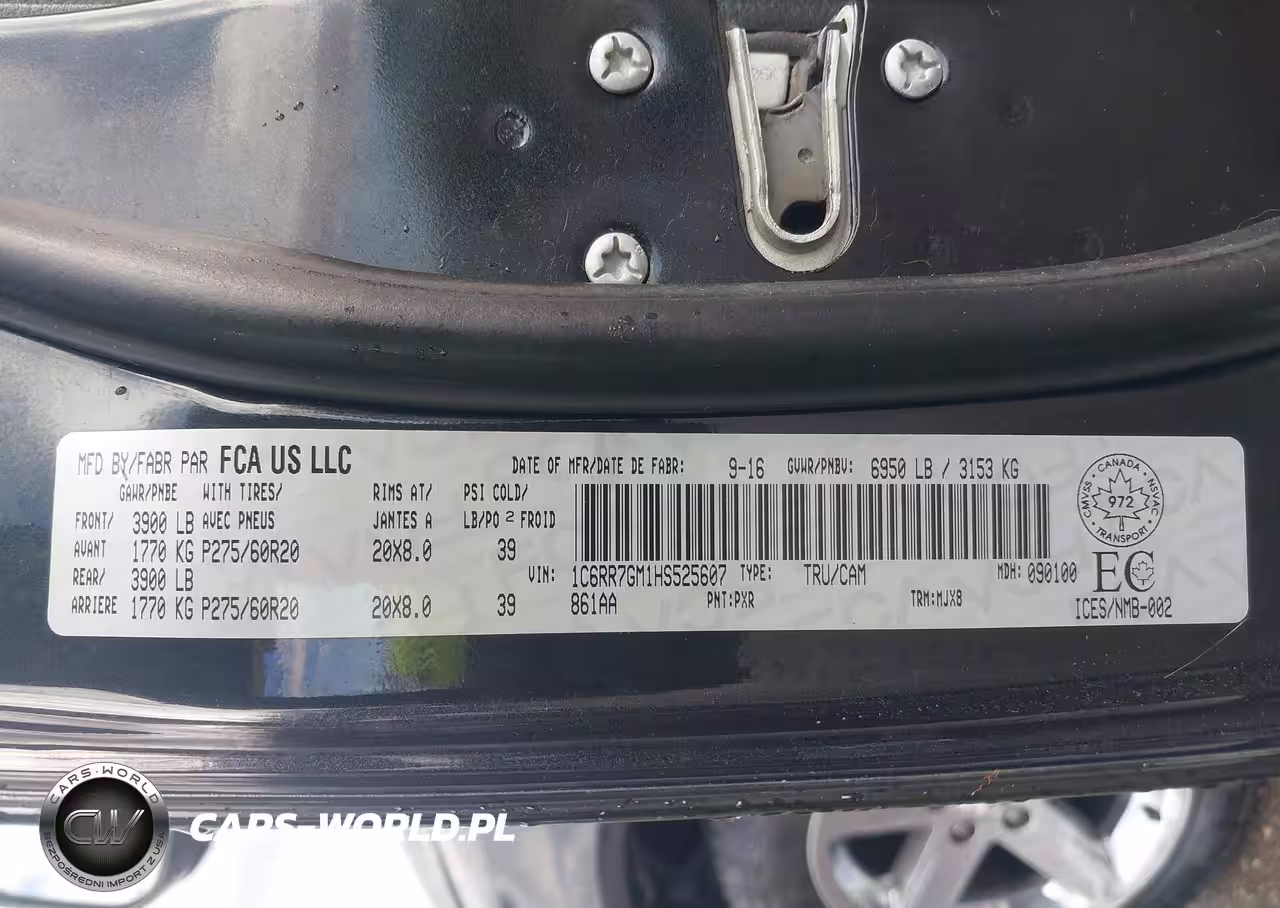 06K
MFD BY/FABR PAR FCA US LLC DATE OF MFR/DATE DE FABR: 9-16 GVWR/PNBV: 6950 LB / 3153 KG
GAWR/PNBE WITH TIRES/ RIMS AT/ PSI COLD/
FRONT/ 3900 LB AVEC PNEUS JANTES A LB/PO 2 FROID
AVANT 1770 KG P275/60R20 20X8.0 39
REAR/ 3900 LB VIN: 1C6RR7GM1HS525607 TYPE: TRU/CAM MDH: 090100
ARRIERE 1770 KG P275/60R20 20X8.0 39 861AA PNT:PXR TRM:MJX8 ICES/NMB-002
CANADA
CMVSS 972 NSVAC
TRANSPORT
EC
CARS-WORLD
CW
BEZPOŚREDNI IMPORT Z USA
CARS-WORLD.PL